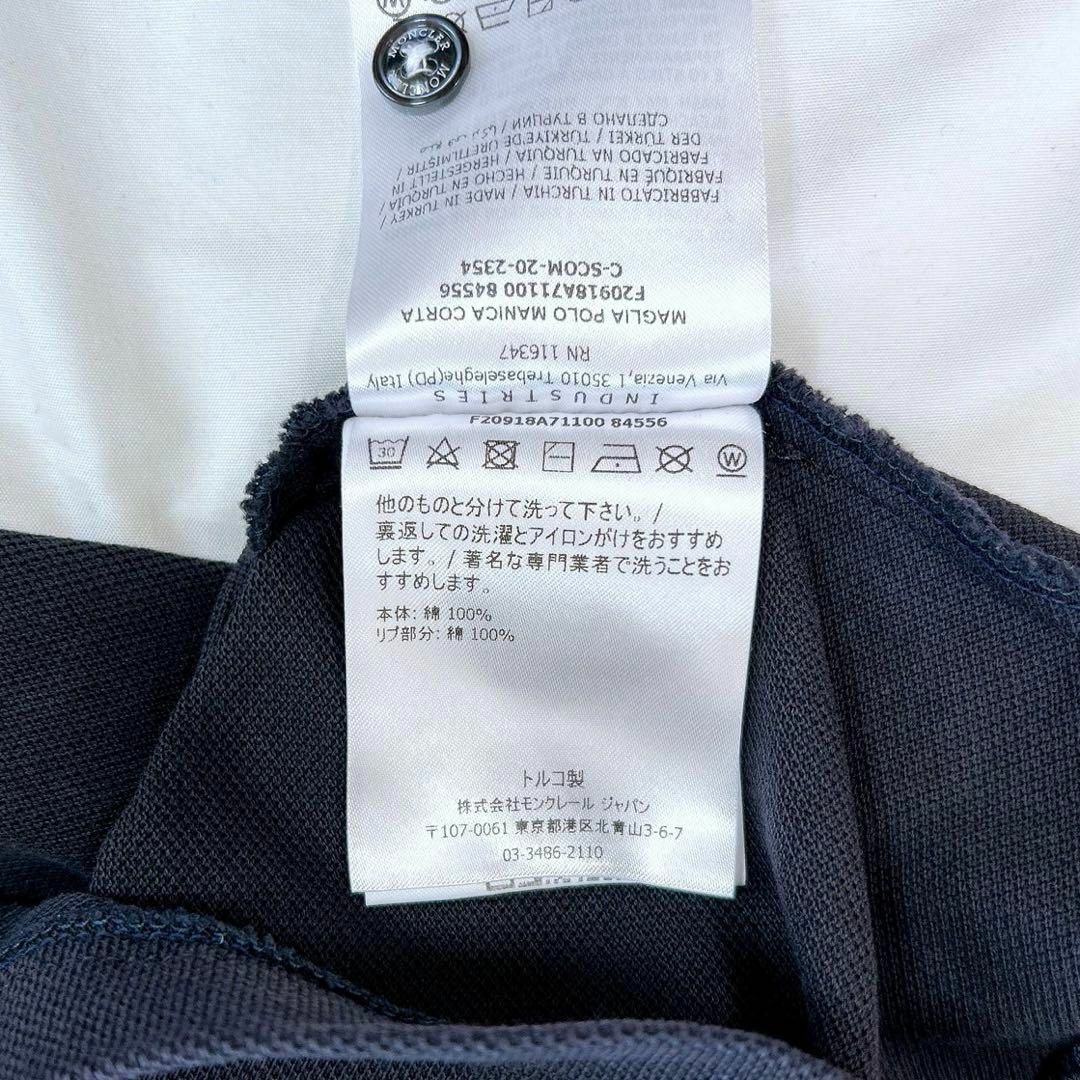 MONCLER MONCL
INDUSTRIES
Via Venezia,1 35010 Trebaseleghe(PD) Italy
RN 116347
MAGLIA POLO MANICA CORTA
F20918A71100 84556
C-SCOM-20-2354
FABBRICATO IN TURCHIA / MADE IN TURKEY /
FABRIQUÉ EN TURQUIE / HECHO EN TURQUÍA /
FABRICADO NA TURQUIA / HERGESTELLT IN
DER TÜRKEI / TÜRKIYE'DE ÜRETILMISTIR /
СДЕЛАНО В ТУРЦИИ /
W
F20918A71100 84556
30 W
他のものと分けて洗って下さい。/
裏返しての洗濯とアイロンがけをおすすめ
します。/ 著名な専門業者で洗うことをお
すすめします。
本体: 綿 100%
リブ部分: 綿 100%
トルコ製
株式会社モンクレール ジャパン
〒107-0061 東京都港区北青山3-6-7
03-3486-2110